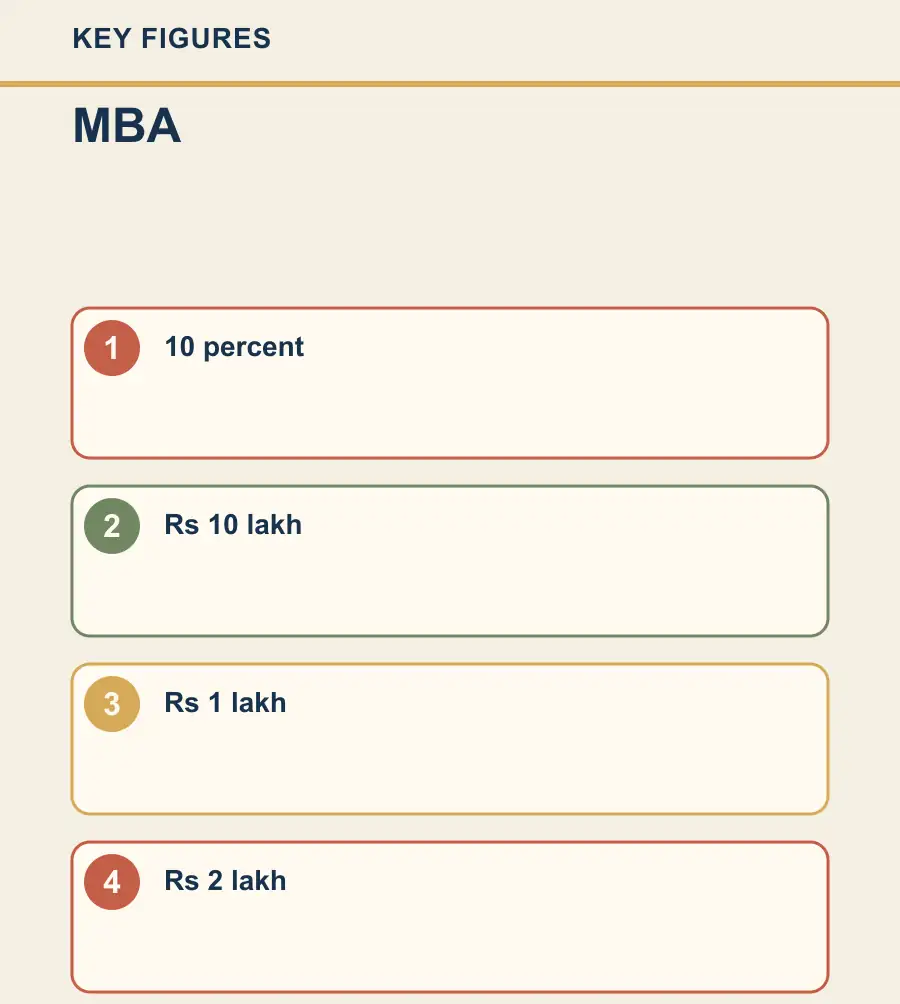 KEY FIGURES
MBA
1
10 percent
2
Rs 10 lakh
3
Rs 1 lakh
4
Rs 2 lakh